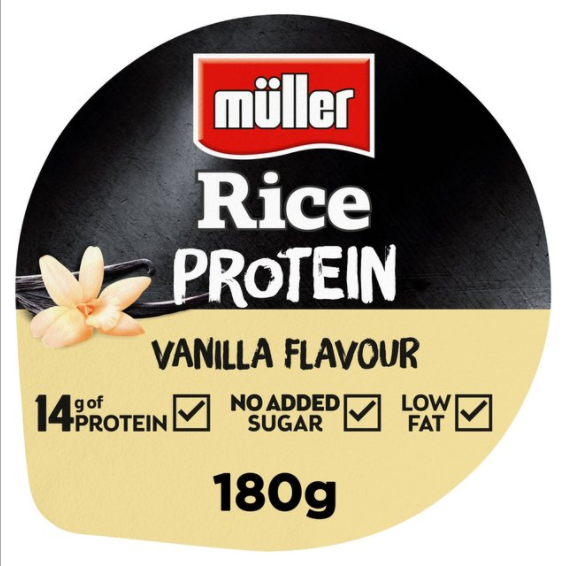 müller
Rice
PROTEIN
VANILLA FLAVOUR
14g of PROTEIN
NO ADDED SUGAR
LOW FAT
180g